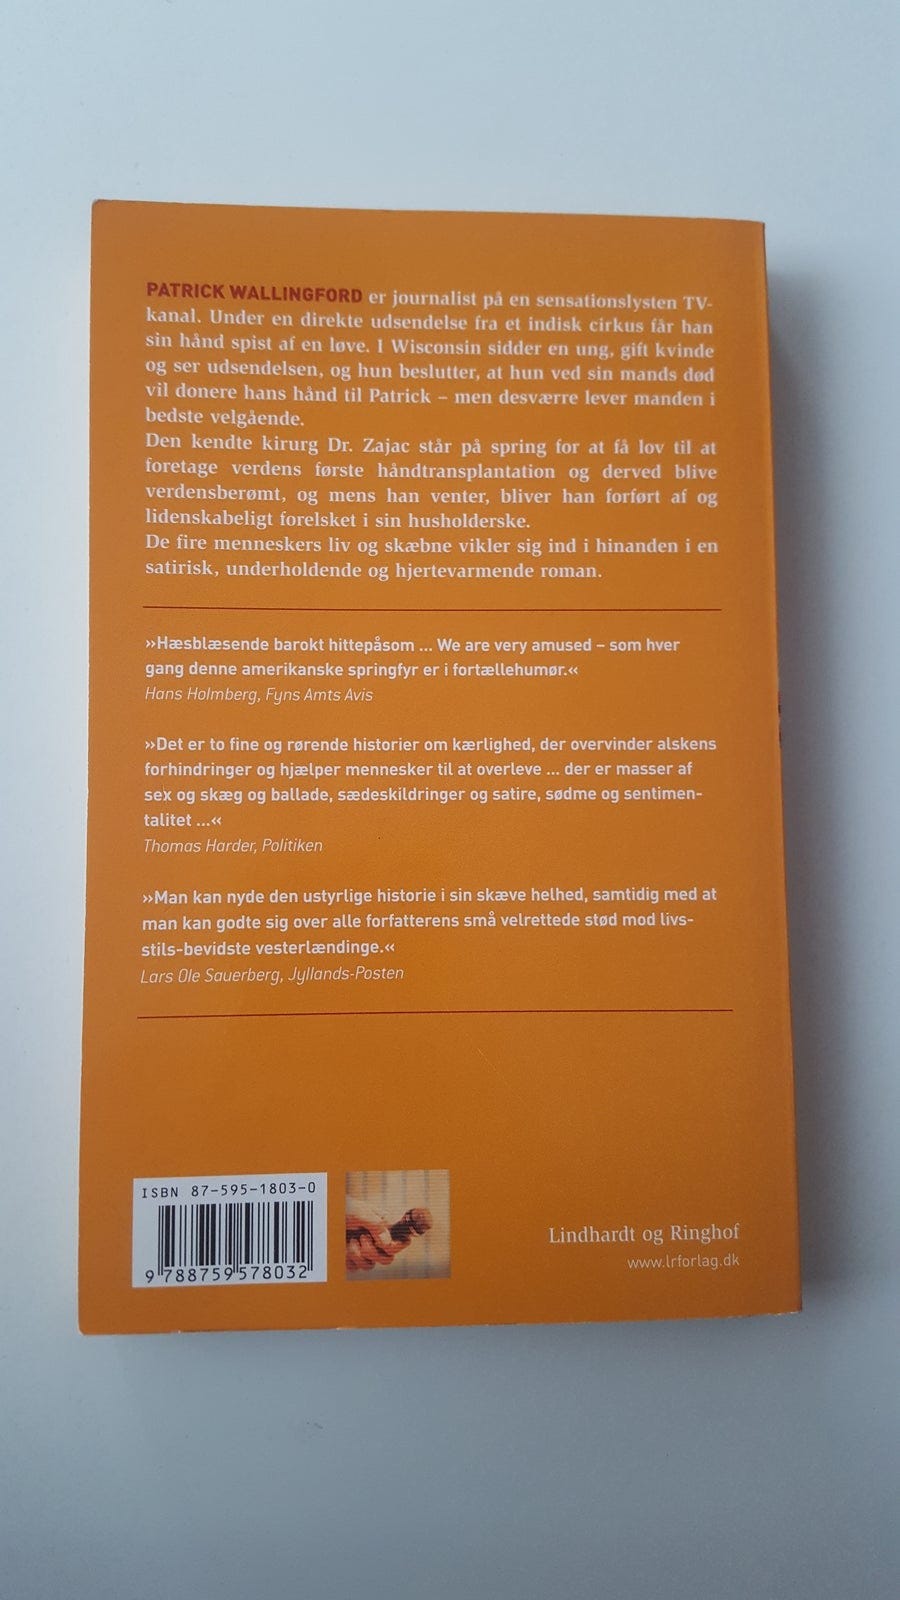 PATRICK WALLINGFORD er journalist på en sensationslysten TV-
kanal. Under en direkte udsendelse fra et indisk cirkus får han
sin hånd spist af en løve. I Wisconsin sidder en ung, gift kvinde
og ser udsendelsen, og hun beslutter, at hun ved sin mands død
vil donere hans hånd til Patrick – men desværre lever manden i
bedste velgående.
Den kendte kirurg Dr. Zajac står på spring for at få lov til at
foretage verdens første håndtransplantation og derved blive
verdensberømt, og mens han venter, bliver han forført af og
lidenskabeligt forelsket i sin husholderske.
De fire menneskers liv og skæbne vikler sig ind i hinanden i en
satirisk, underholdende og hjertevarmende roman.
»Hæsblæsende barokt hittepåsom ... We are very amused – som hver
gang denne amerikanske springfyr er i fortællehumør.«
Hans Holmberg, Fyns Amts Avis
»Det er to fine og rørende historier om kærlighed, der overvinder alskens
forhindringer og hjælper mennesker til at overleve ... der er masser af
sex og skæg og ballade, sædeskildringer og satire, sødme og sentimen-
talitet ...«
Thomas Harder, Politiken
»Man kan nyde den ustyrlige historie i sin skæve helhed, samtidig med at
man kan godte sig over alle forfatterens små velrettede stød mod livs-
stils-bevidste vesterlændinge.«
Lars Ole Sauerberg, Jyllands-Posten
ISBN 87-595-1803-0
9 788759 578032
Lindhardt og Ringhof
www.lrforlag.dk